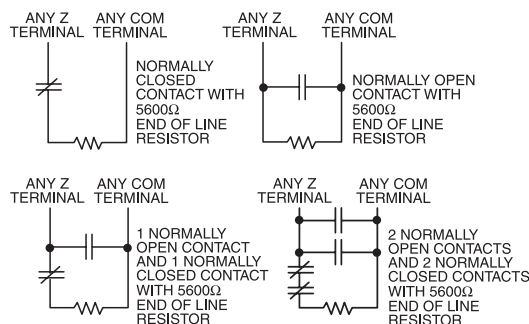 ANY Z
TERMINAL
ANY COM
TERMINAL
NORMALLY
CLOSED
CONTACT WITH
5600Ω
END OF LINE
RESISTOR
ANY Z
TERMINAL
ANY COM
TERMINAL
NORMALLY OPEN
CONTACT WITH
5600Ω
END OF LINE
RESISTOR
ANY Z
TERMINAL
ANY COM
TERMINAL
1 NORMALLY
OPEN CONTACT
AND 1 NORMALLY
CLOSED CONTACT
WITH 5600Ω
END OF LINE
RESISTOR
ANY Z
TERMINAL
ANY COM
TERMINAL
2 NORMALLY
OPEN CONTACTS
AND 2 NORMALLY
CLOSED CONTACTS
WITH 5600Ω
END OF LINE
RESISTOR